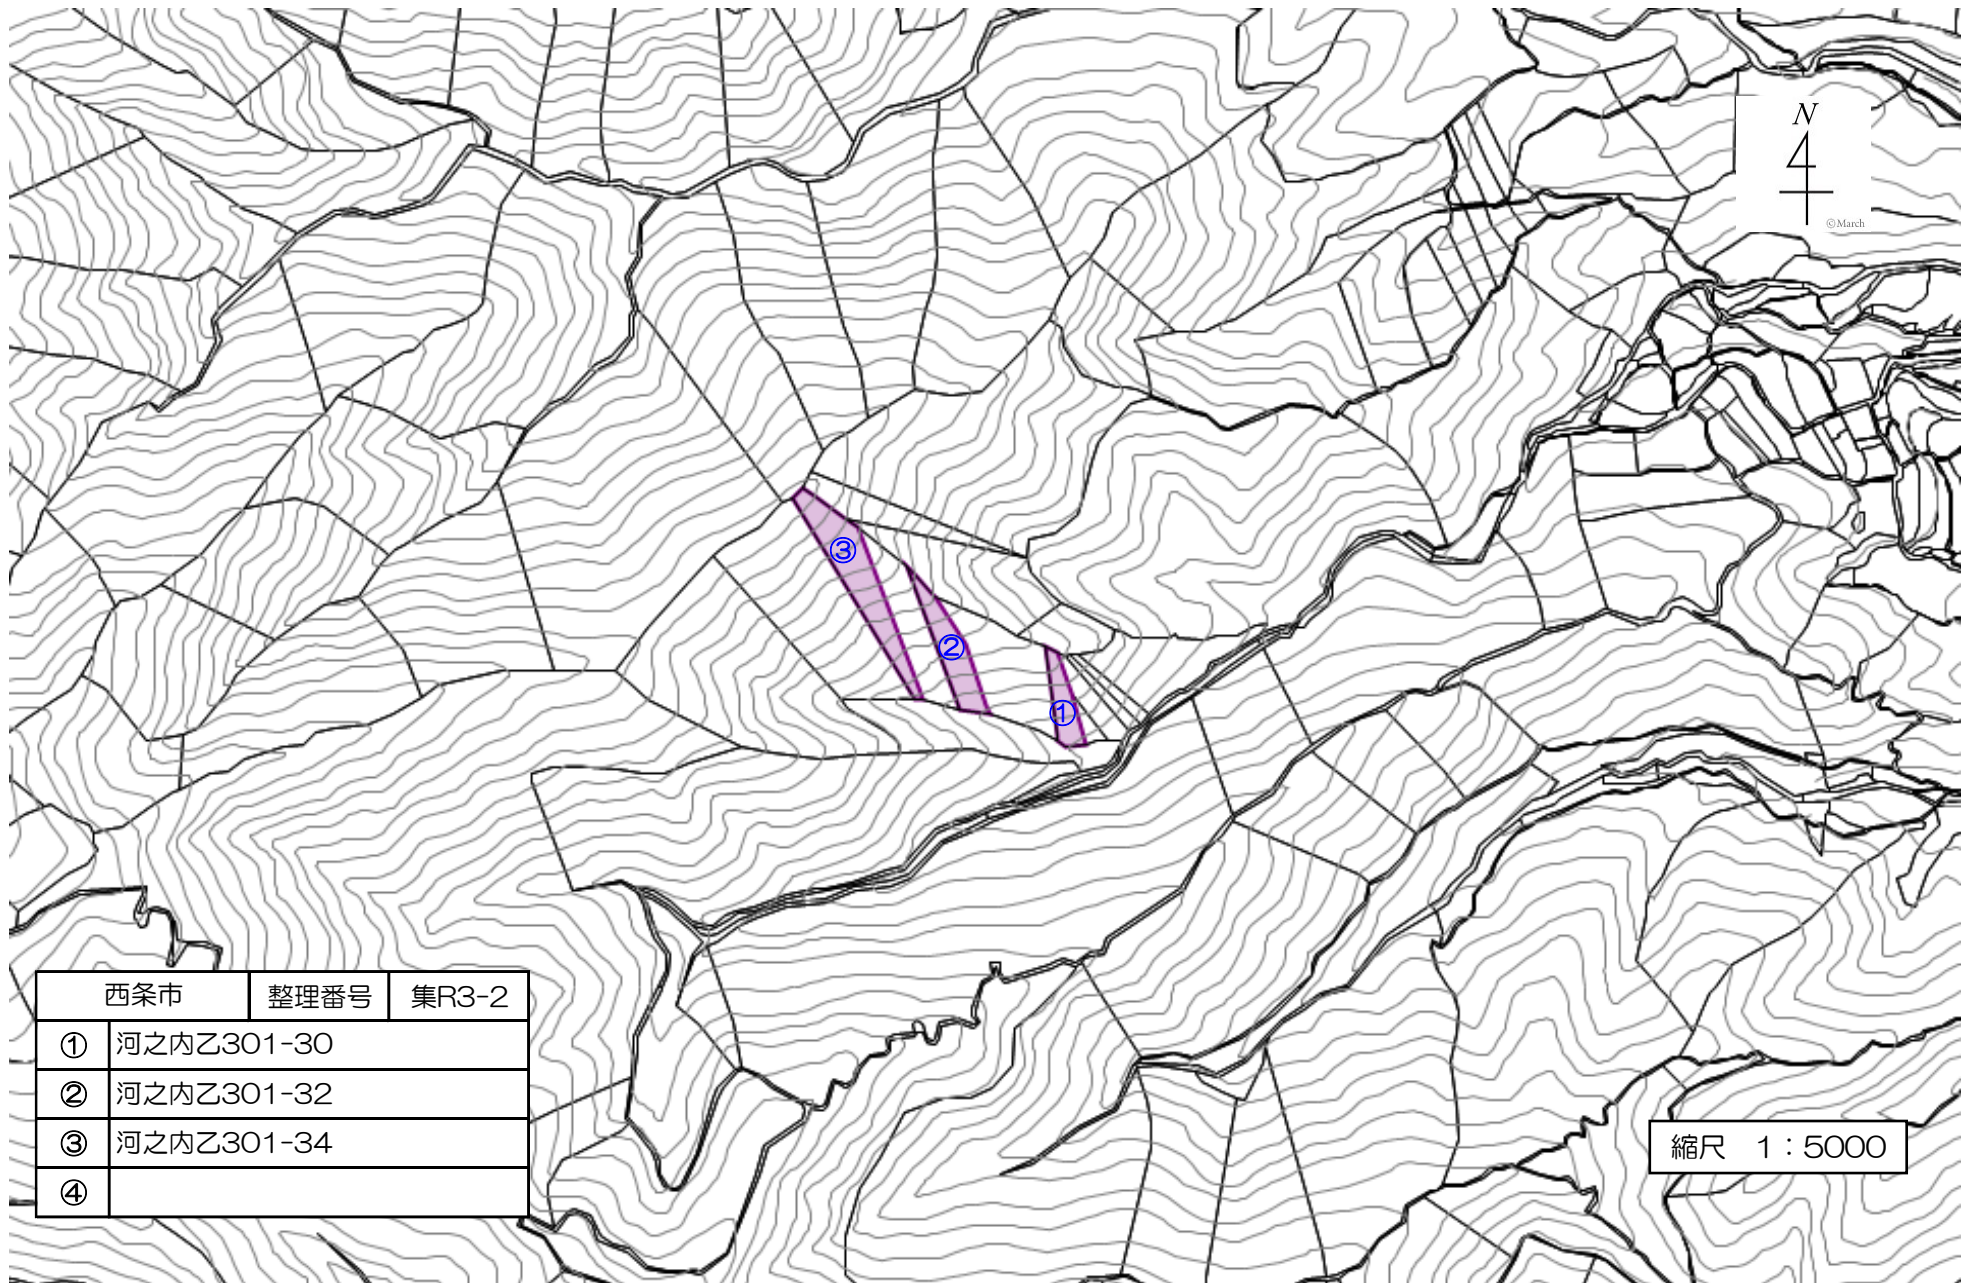 N
©March
③
②
①
西条市 整理番号 集R3-2
① 河之内乙301-30
② 河之内乙301-32
③ 河之内乙301-34
④
縮尺 1：5000